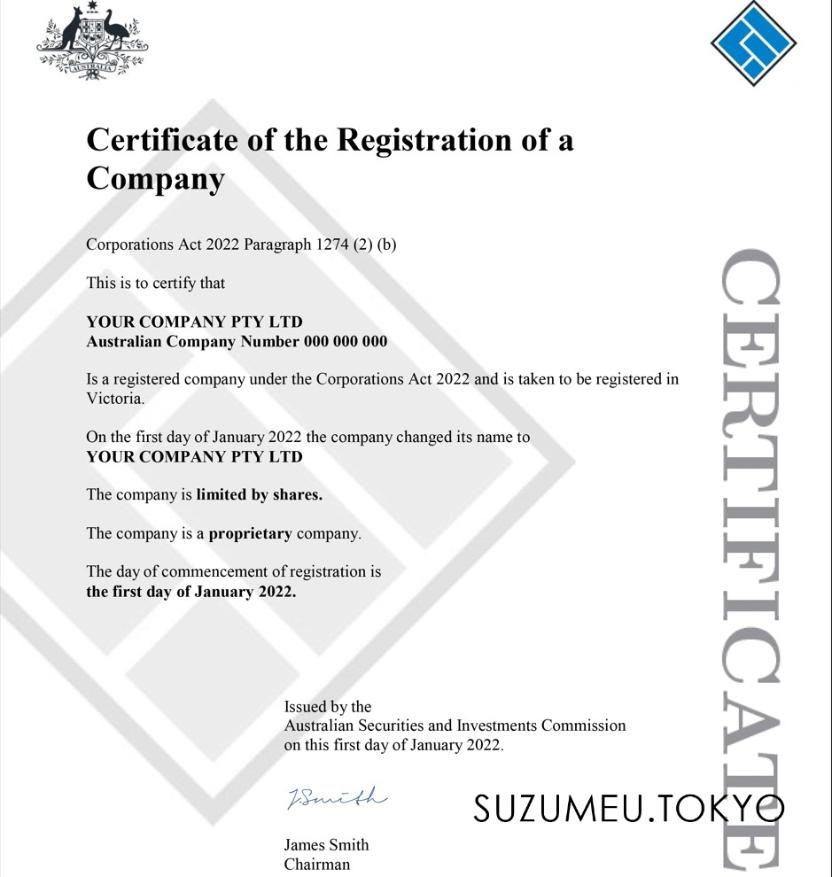 AUSTRALIA
Certificate of the Registration of a
Company
Corporations Act 2022 Paragraph 1274 (2) (b)
This is to certify that
YOUR COMPANY PTY LTD
Australian Company Number 000 000 000
Is a registered company under the Corporations Act 2022 and is taken to be registered in
Victoria.
On the first day of January 2022 the company changed its name to
YOUR COMPANY PTY LTD
The company is limited by shares.
The company is a proprietary company.
The day of commencement of registration is
the first day of January 2022.
Issued by the
Australian Securities and Investments Commission
on this first day of January 2022.
JSmith
James Smith
Chairman
CERTIFICATE
SUZUMEU.TOKYO